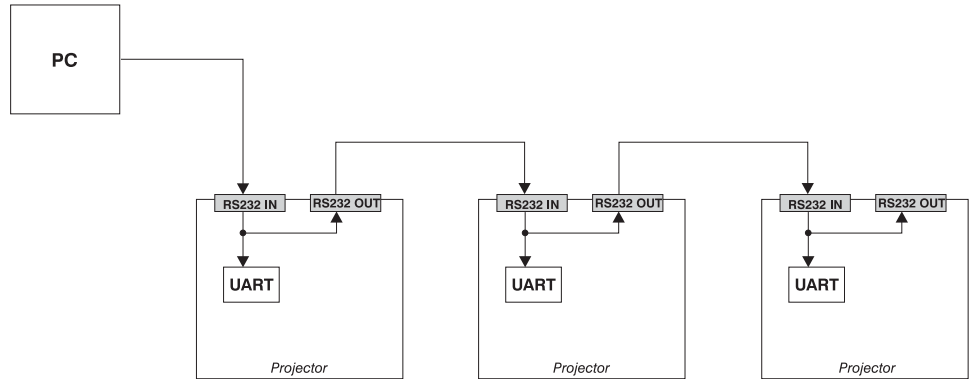 PC
RS232 IN
RS232 OUT
UART
Projector
RS232 IN
RS232 OUT
UART
Projector
RS232 IN
RS232 OUT
UART
Projector